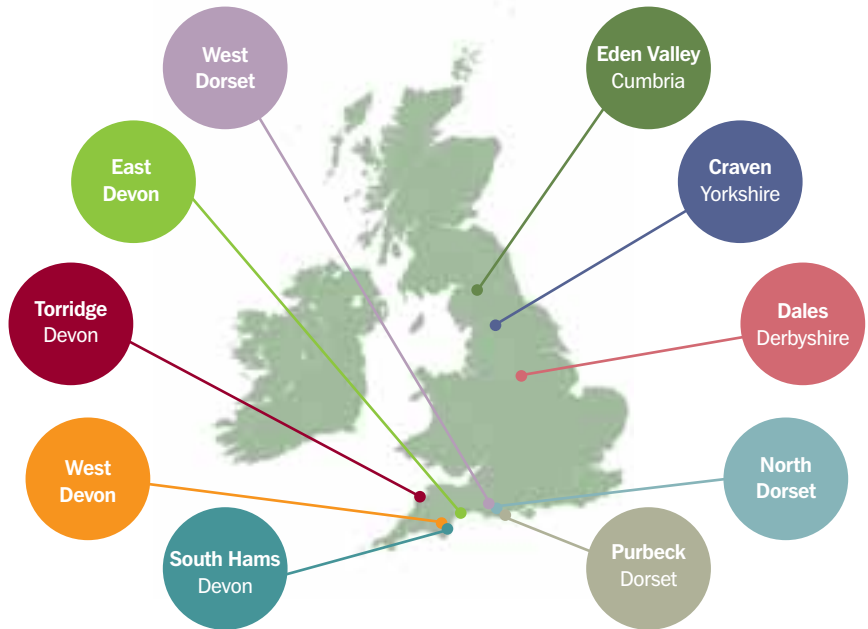 West
Dorset
Eden Valley
Cumbria
East
Devon
Craven
Yorkshire
Torridge
Devon
Dales
Derbyshire
West
Devon
North
Dorset
South Hams
Devon
Purbeck
Dorset